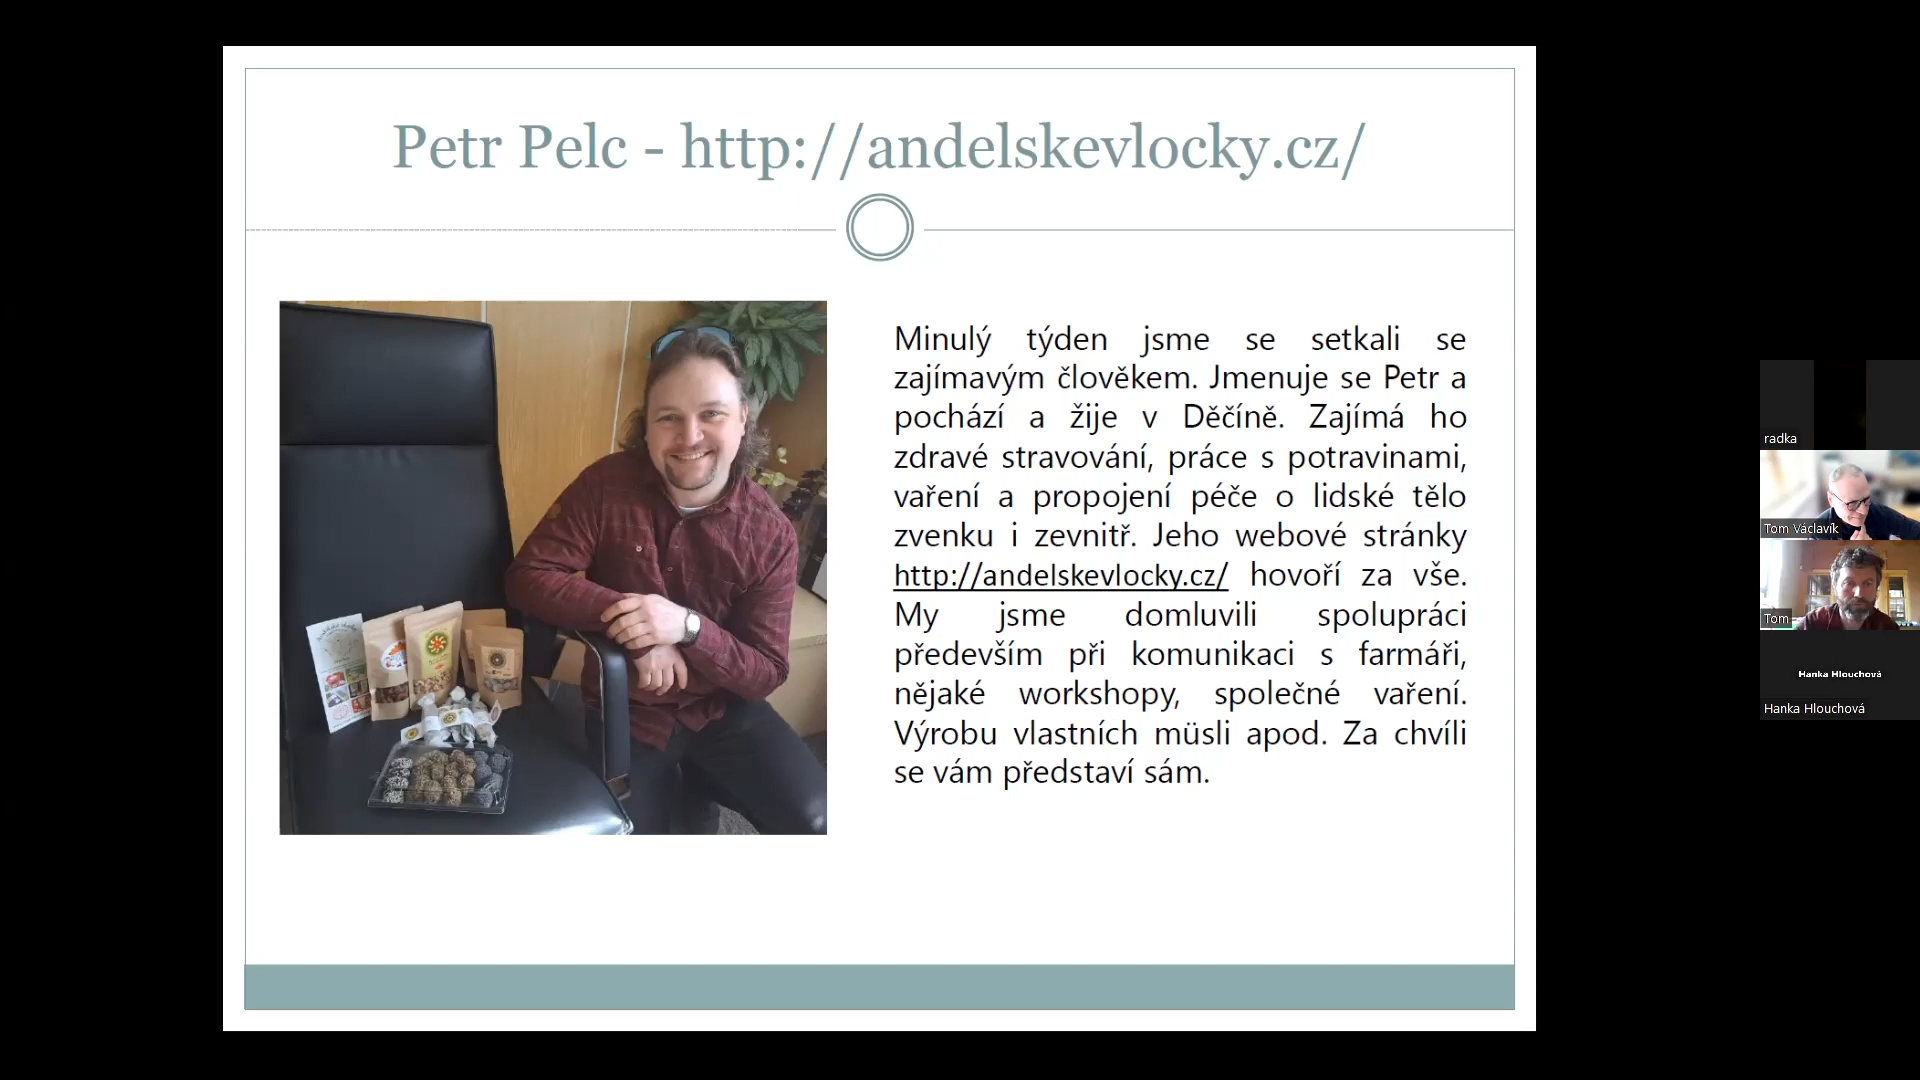 Petr Pelc - http://andelskevlocky.cz/
Minulý týden jsme se setkali se
zajímavým člověkem. Jmenuje se Petr a
pochází a žije v Děčíně. Zajímá ho
zdravé stravování, práce s potravinami,
vaření a propojení péče o lidské tělo
zvenku i zevnitř. Jeho webové stránky
http://andelskevlocky.cz/ hovoří za vše.
My jsme domluvili spolupráci
především při komunikaci s farmáři,
nějaké workshopy, společné vaření.
Výrobu vlastních müsli apod. Za chvíli
se vám představí sám.
radka
Tom Václavík
Tom
Hanka Hlouchová
Hanka Hlouchová